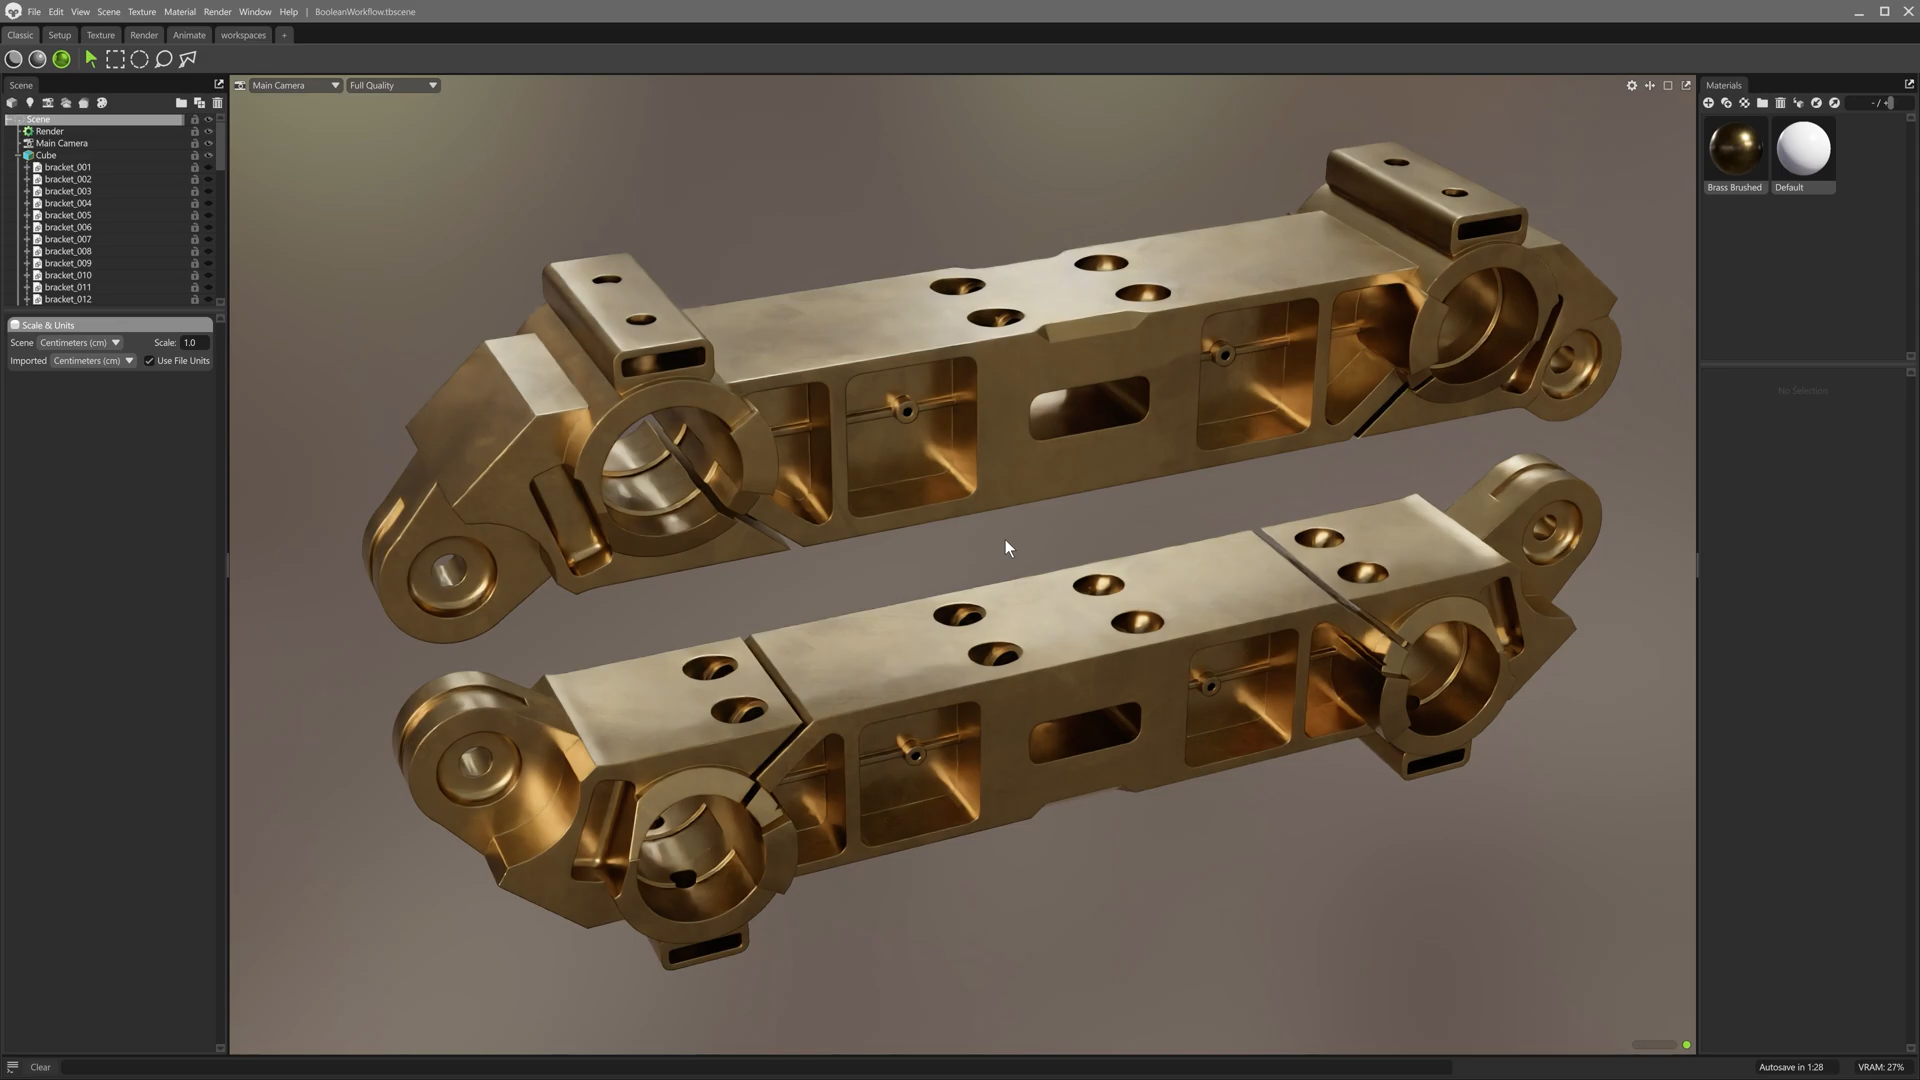 File Edit View Scene Texture Material Render Window Help | BooleanWorkflow.tbscene
Classic Setup Texture Render Animate workspaces +
Scene
Main Camera Full Quality
Materials
Scene
Render
Main Camera
Cube
bracket_001
bracket_002
bracket_003
bracket_004
bracket_005
bracket_006
bracket_007
bracket_008
bracket_009
bracket_010
bracket_011
bracket_012
- / +
Brass Brushed Default
Scale & Units
Scene Centimeters (cm) Scale: 1.0
Imported Centimeters (cm) Use File Units
No Selection
Clear
Autosave in 1:28 VRAM: 27%